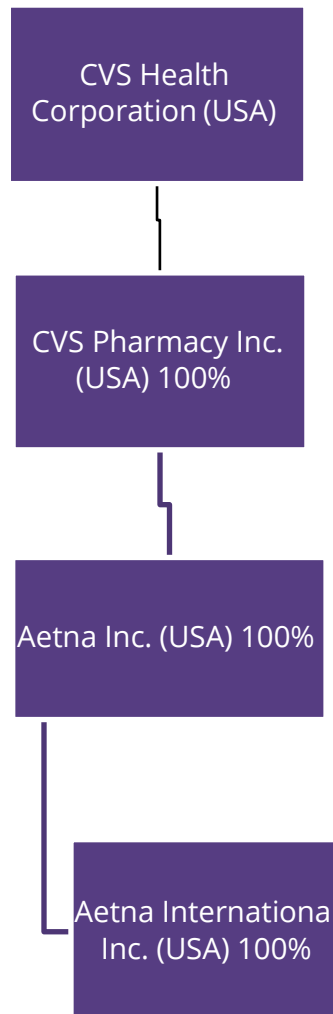 CVS Health
Corporation (USA)
CVS Pharmacy Inc.
(USA) 100%
Aetna Inc. (USA) 100%
Aetna Internationa
Inc. (USA) 100%